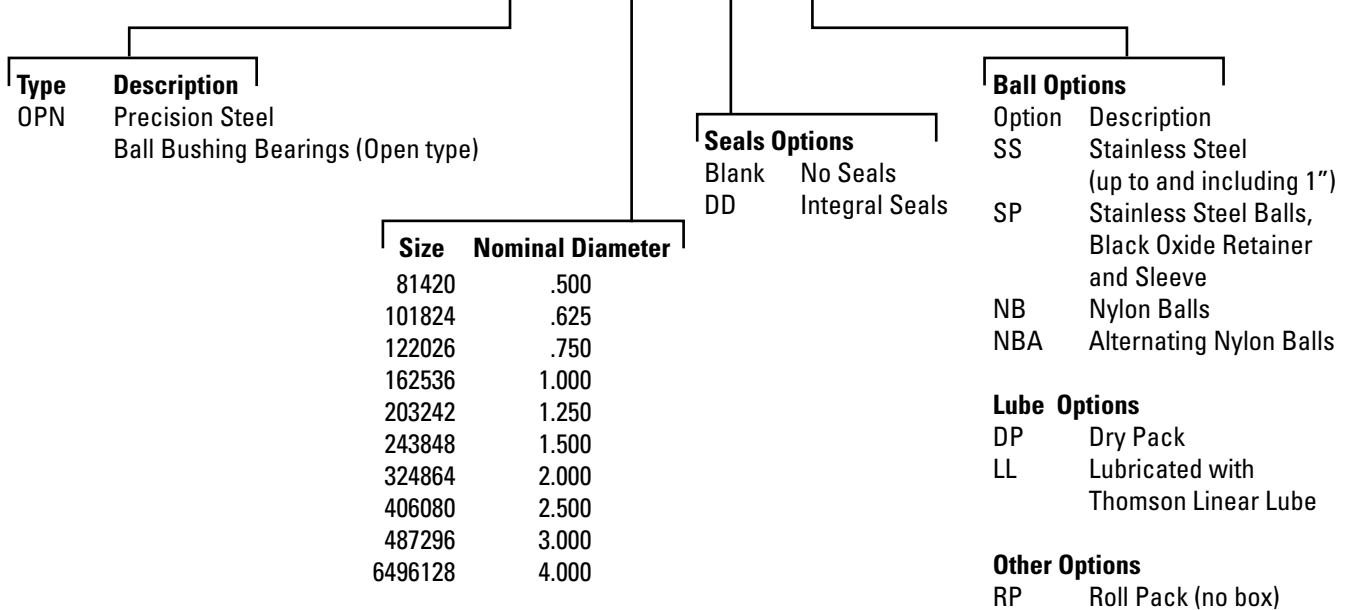 Type Description
OPN Precision Steel
Ball Bushing Bearings (Open type)
Size Nominal Diameter
81420 .500
101824 .625
122026 .750
162536 1.000
203242 1.250
243848 1.500
324864 2.000
406080 2.500
487296 3.000
6496128 4.000
Seals Options
Blank No Seals
DD Integral Seals
Ball Options
Option Description
SS Stainless Steel
(up to and including 1”)
SP Stainless Steel Balls,
Black Oxide Retainer
and Sleeve
NB Nylon Balls
NBA Alternating Nylon Balls
Lube Options
DP Dry Pack
LL Lubricated with
Thomson Linear Lube
Other Options
RP Roll Pack (no box)